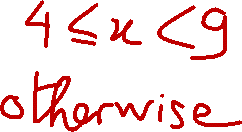 4 ≤ x < 9
otherwise